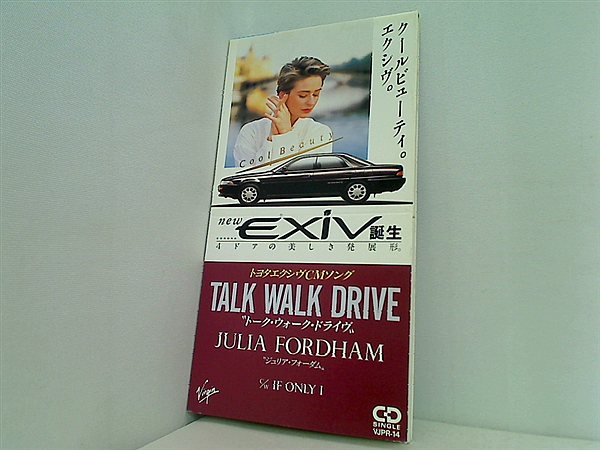 クールビューティ。
エクシヴ。
Cool Beauty
new EXiV 誕生
4ドアの美しき発展形。
トヨタエクシヴCMソング
TALK WALK DRIVE
"トーク・ウォーク・ドライヴ"
JULIA FORDHAM
"ジュリア・フォーダム"
C/W IF ONLY I
Virgin
CD
SINGLE
VJPR-14